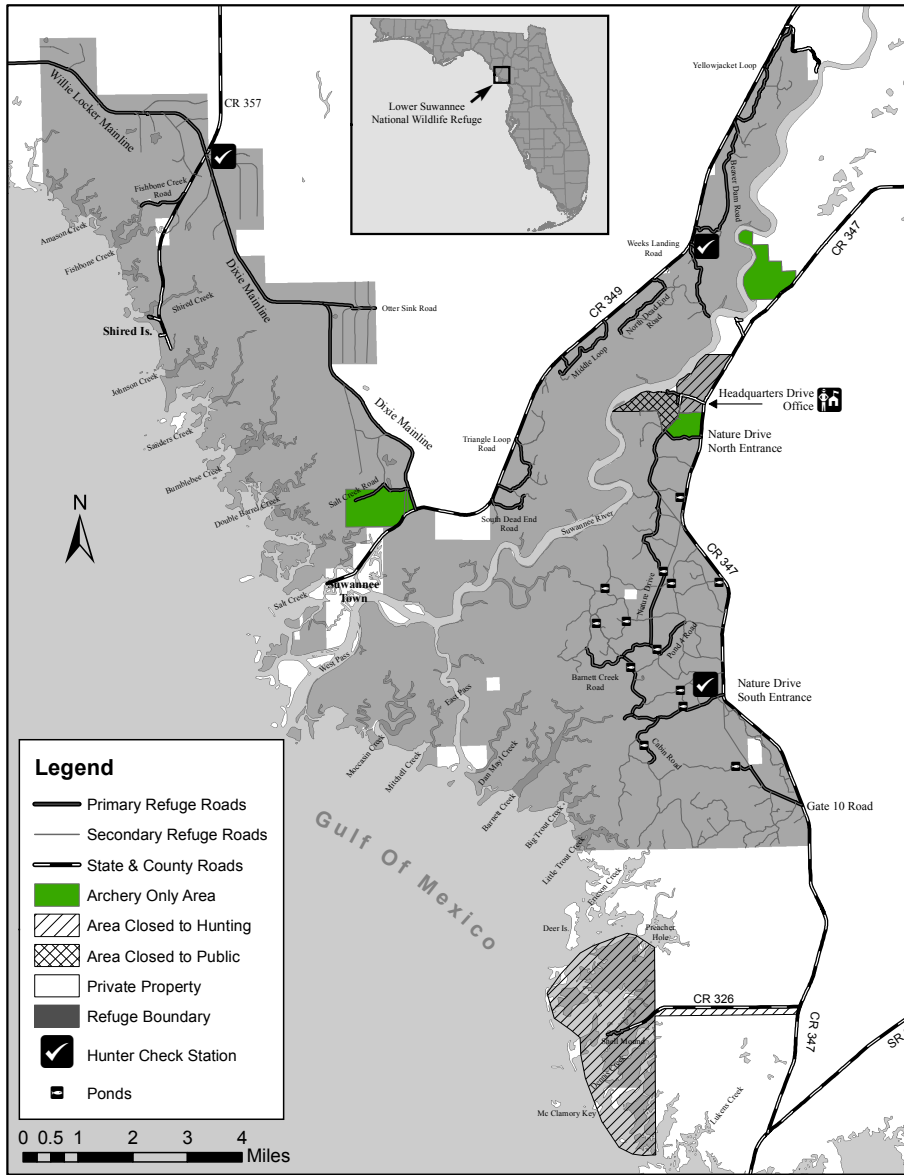 Lower Suwannee
National Wildlife Refuge
Yellowjacket Loop
CR 357
Willie Locker Mainline
Beaver Dam Road
Fishbone Creek
Road
Amason Creek
Fishbone Creek
Weeks Landing
Road
CR 347
CR 349
Dixie Mainline
Shired Creek
Otter Sink Road
North Dead End
Road
Shired Is.
Middle Loop
Johnson Creek
Headquarters Drive
Office
Dixie Mainline
Sanders Creek
Nature Drive
North Entrance
Triangle Loop
Road
Bumblebee Creek
Salt Creek Road
Double Barrel Creek
South Dead End
Road
Suwannee River
N
CR 347
Suwannee
Town
Salt Creek
Nature Drive
Pond 4 Road
West Pass
Barnett Creek
Road
East Pass
Nature Drive
South Entrance
Moccasin Creek
Mitchell Creek
Dan May1 Creek
Cabin Road
Barnett Creek
Big Trout Creek
Gate 10 Road
Little Trout Creek
Gulf Of Mexico
Ericson Creek
Deer Is.
Preacher
Hole
CR 326
Shell Mound
CR 347
SR
Mc Clamory Key
Lukens Creek
Legend
Primary Refuge Roads
Secondary Refuge Roads
State & County Roads
Archery Only Area
Area Closed to Hunting
Area Closed to Public
Private Property
Refuge Boundary
Hunter Check Station
Ponds
0 0.5 1 2 3 4
Miles